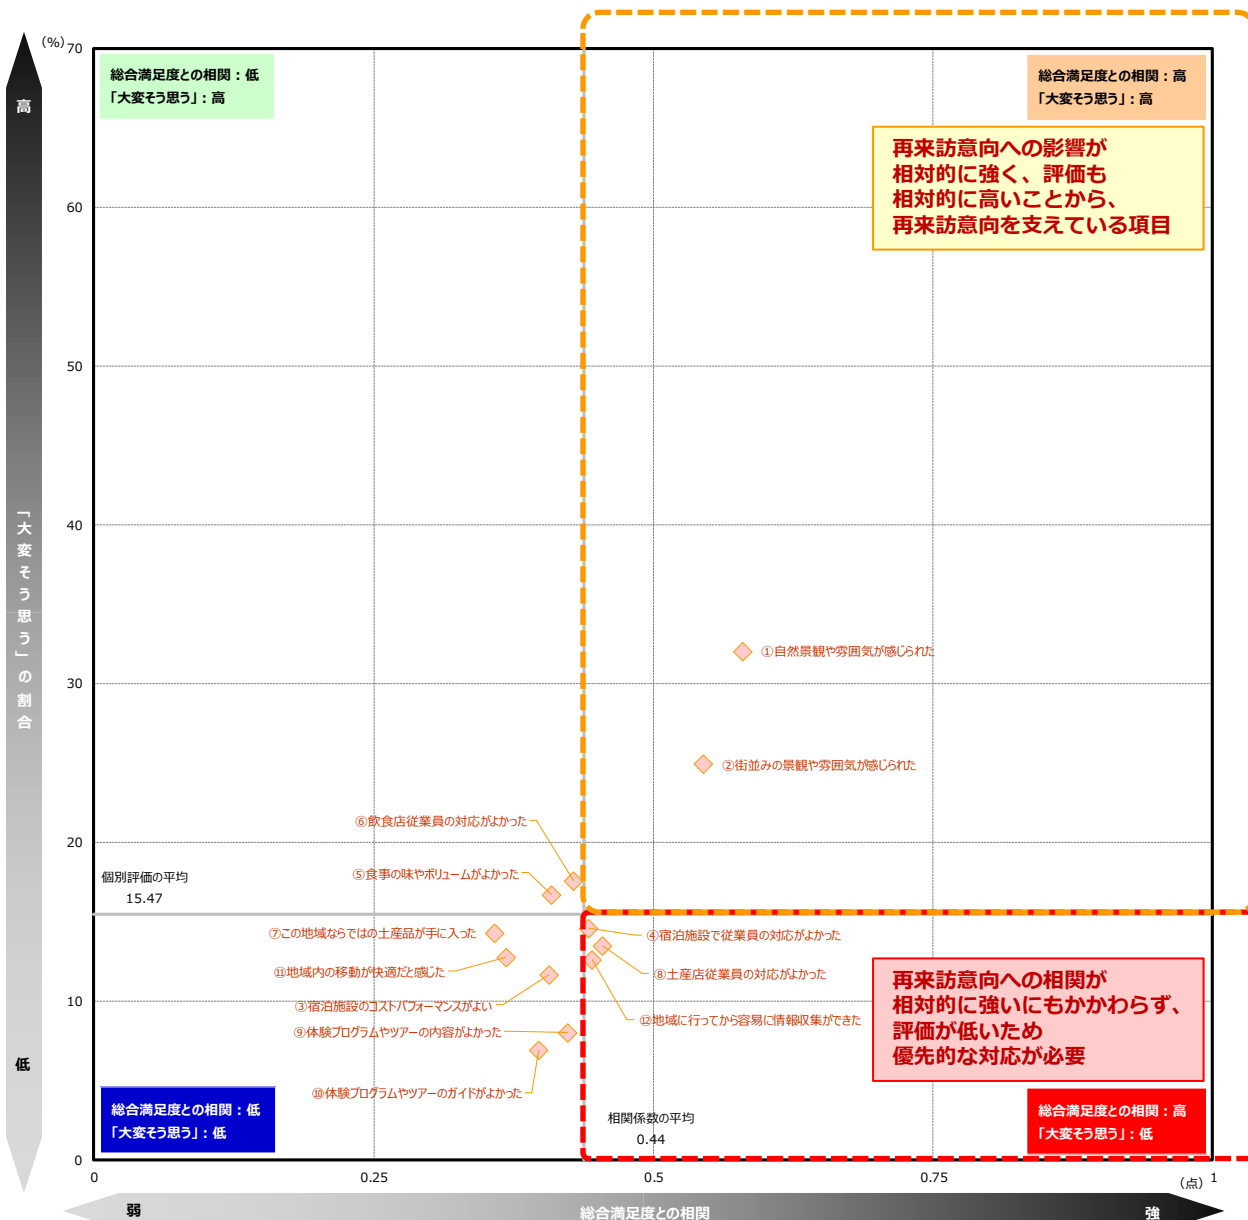 (%)
70
60
50
40
30
20
10
0
高
「大変そう思う」の割合
低
総合満足度との相関：低
「大変そう思う」：高
総合満足度との相関：高
「大変そう思う」：高
再来訪意向への影響が
相対的に強く、評価も
相対的に高いことから、
再来訪意向を支えている項目
①自然景観や雰囲気が感じられた
②街並みの景観や雰囲気が感じられた
⑥飲食店従業員の対応がよかった
⑤食事の味やボリュームがよかった
個別評価の平均
15.47
⑦この地域ならではの土産品が手に入った
④宿泊施設で従業員の対応がよかった
⑪地域内の移動が快適だと感じた
⑧土産店従業員の対応がよかった
③宿泊施設のコストパフォーマンスがよい
⑫地域に行ってから容易に情報収集ができた
⑨体験プログラムやツアーの内容がよかった
⑩体験プログラムやツアーのガイドがよかった
再来訪意向への相関が
相対的に強いにもかかわらず、
評価が低いため
優先的な対応が必要
総合満足度との相関：低
「大変そう思う」：低
相関係数の平均
0.44
総合満足度との相関：高
「大変そう思う」：低
0
0.25
0.5
0.75
1
(点)
弱
総合満足度との相関
強